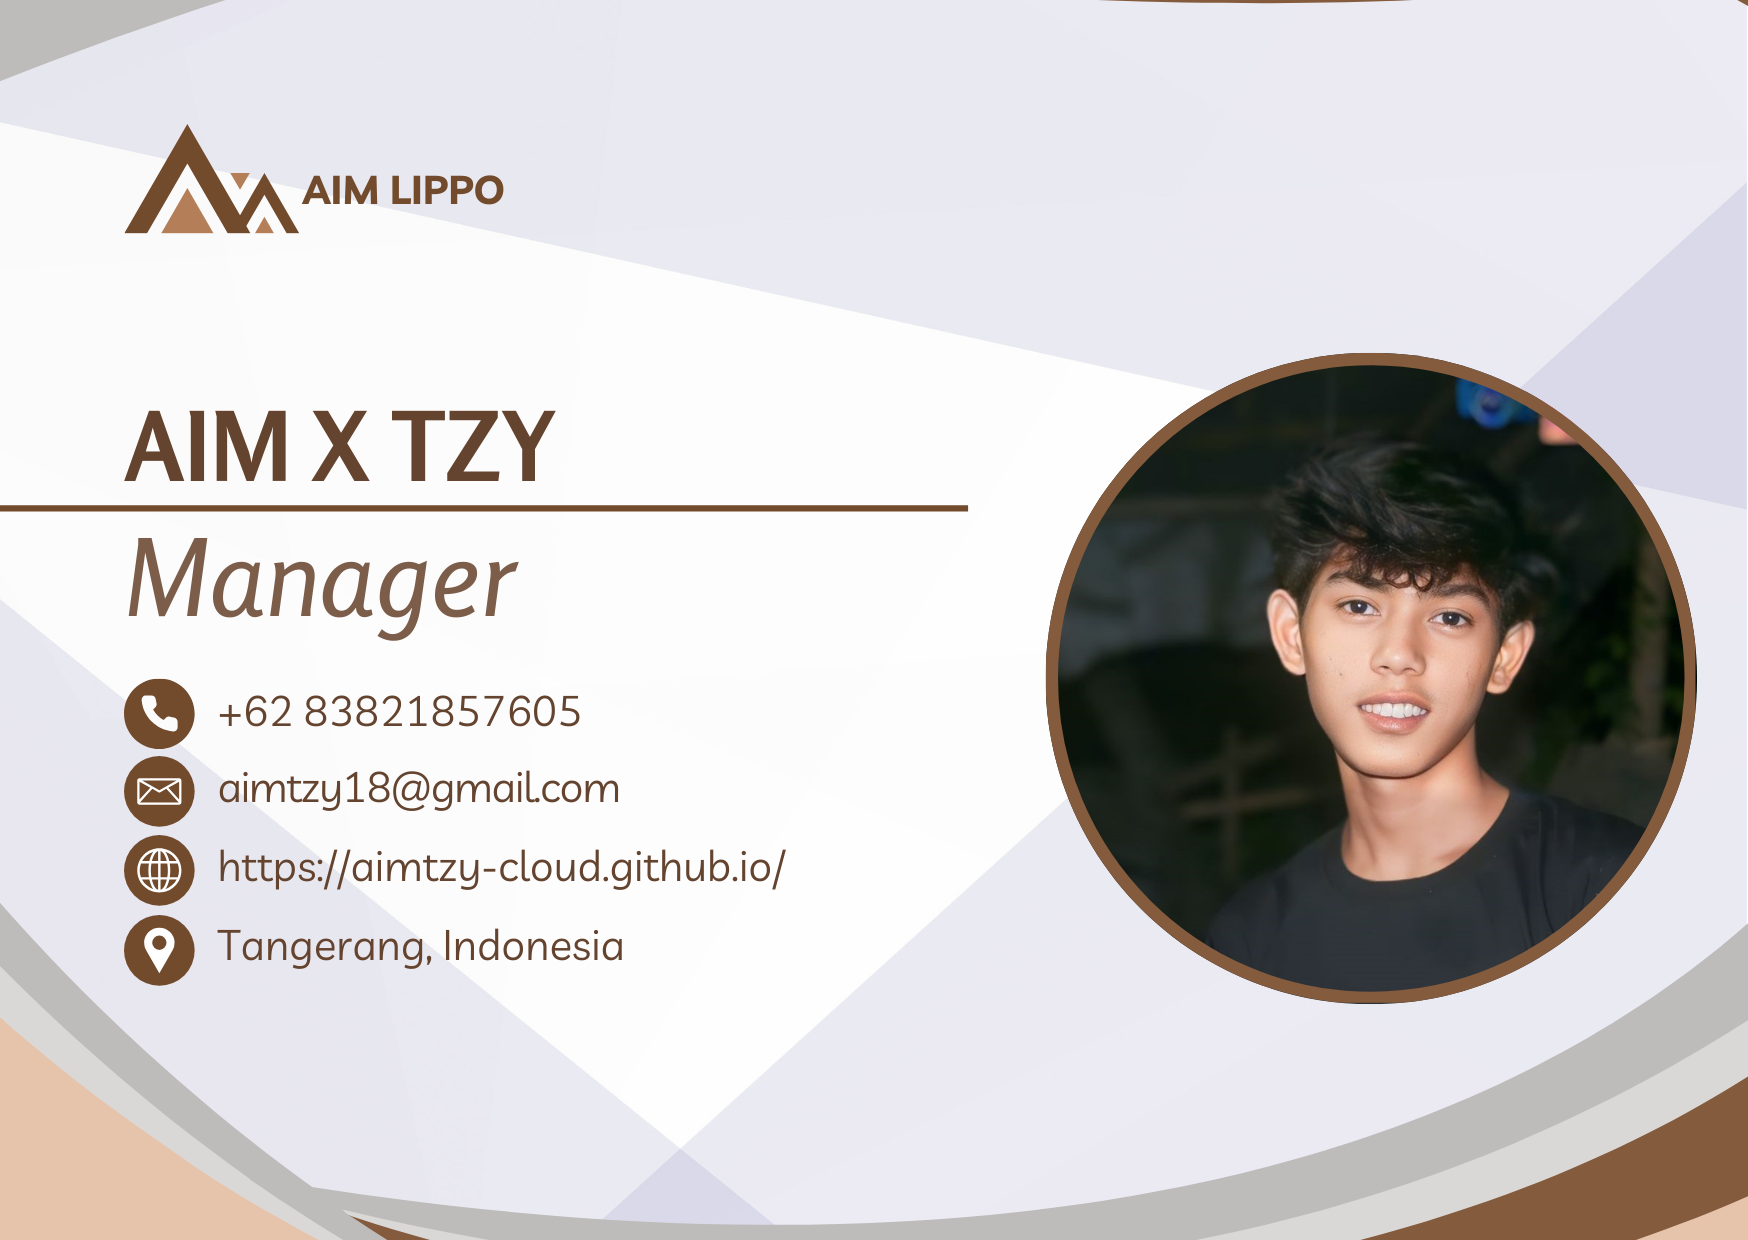 AIM LIPPO
AIM X TZY
Manager
+62 83821857605
aimtzy18@gmail.com
https://aimtzy-cloud.github.io/
Tangerang, Indonesia